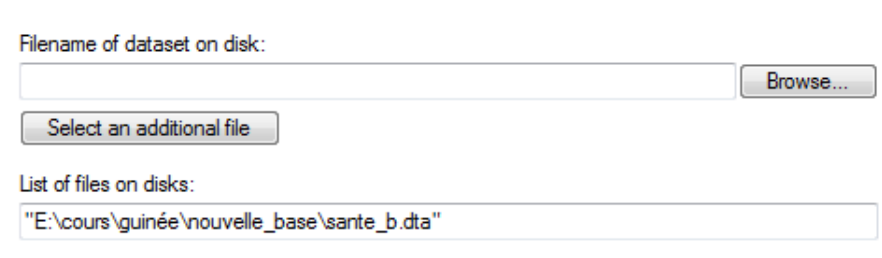 Filename of dataset on disk:
Browse...
Select an additional file
List of files on disks:
"E:\cours\guinée\nouvelle_base\sante_b.dta"